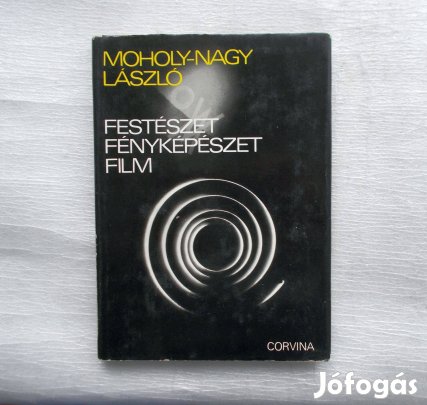 MOHOLY-NAGY
LÁSZLÓ
FESTÉSZET
FÉNYKÉPÉSZET
FILM
CORVINA
Jófogás